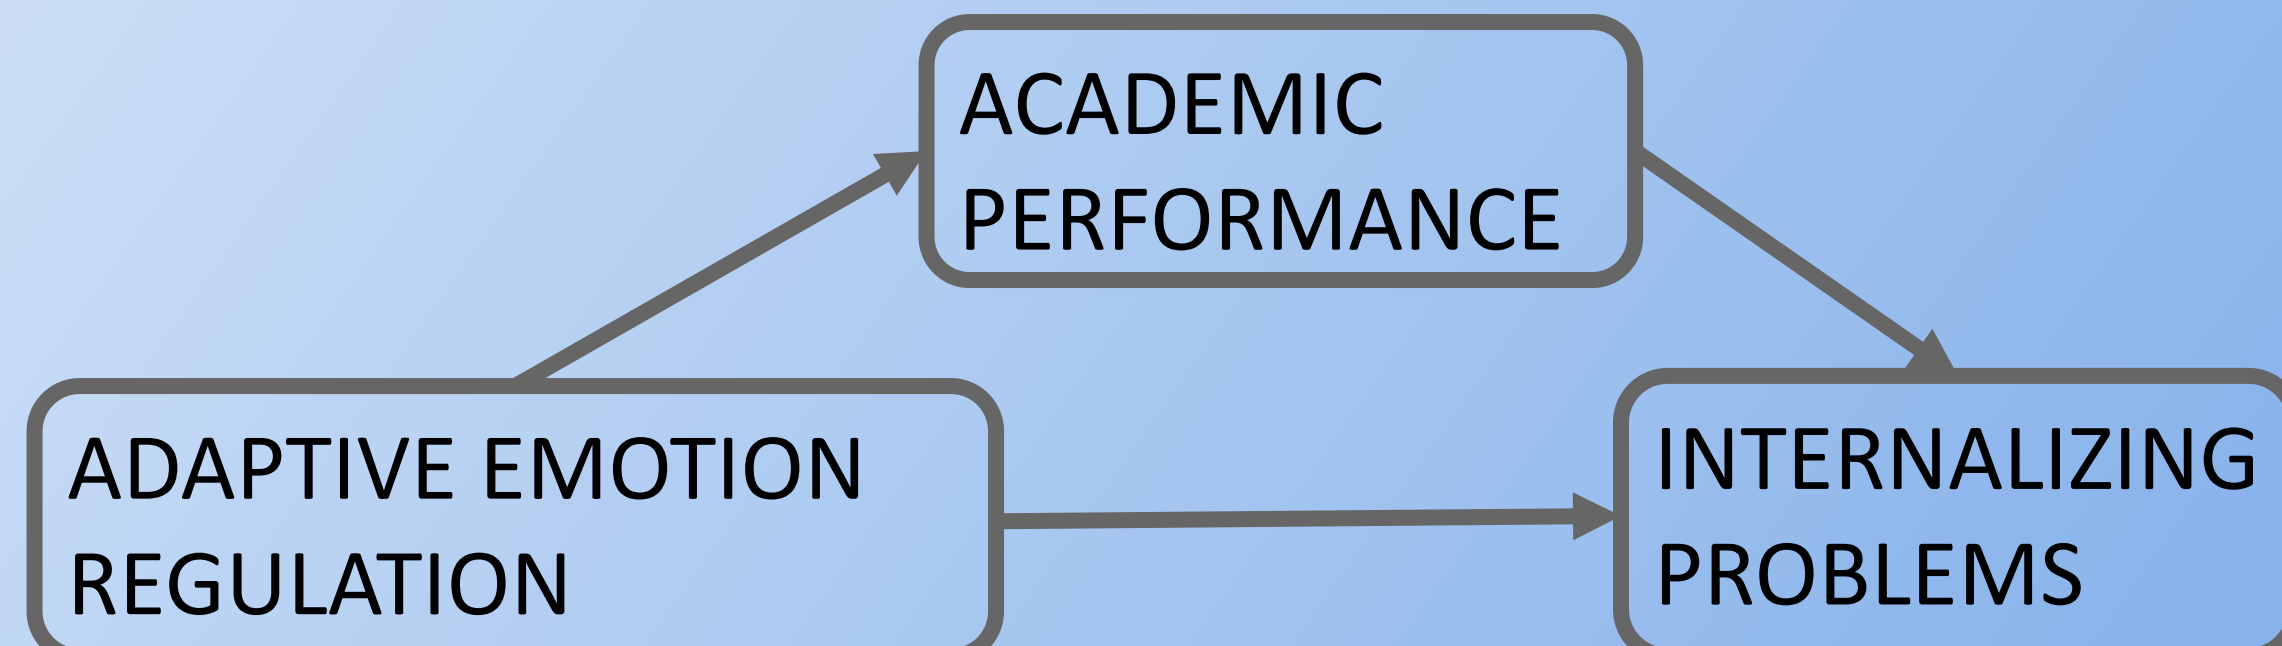 ACADEMIC
PERFORMANCE
ADAPTIVE EMOTION
REGULATION
INTERNALIZING
PROBLEMS